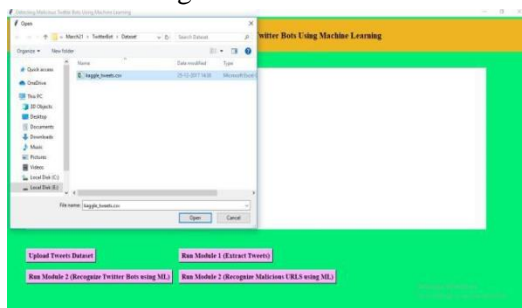 Detecting Malicious Twitter Bots Using Machine Learning
Open
March21 > TwitterBot > Dataset
Search Dataset
Twitter Bots Using Machine Learning
Organize
New folder
Name
Date modified
Type
Quick access
kaggle_tweets.csv
Microsoft Excel
OneDrive
This PC
3D Objects
Desktop
Documents
Downloads
Music
Pictures
Videos
Local Disk (C:)
Local Disk (E:)
File name: kaggle_tweets.csv
Open
Cancel
Upload Tweets Dataset
Run Module 1 (Extract Tweets)
Run Module 2 (Recognize Twitter Bots using ML)
Run Module 2 (Recognize Malicious URLS using ML)